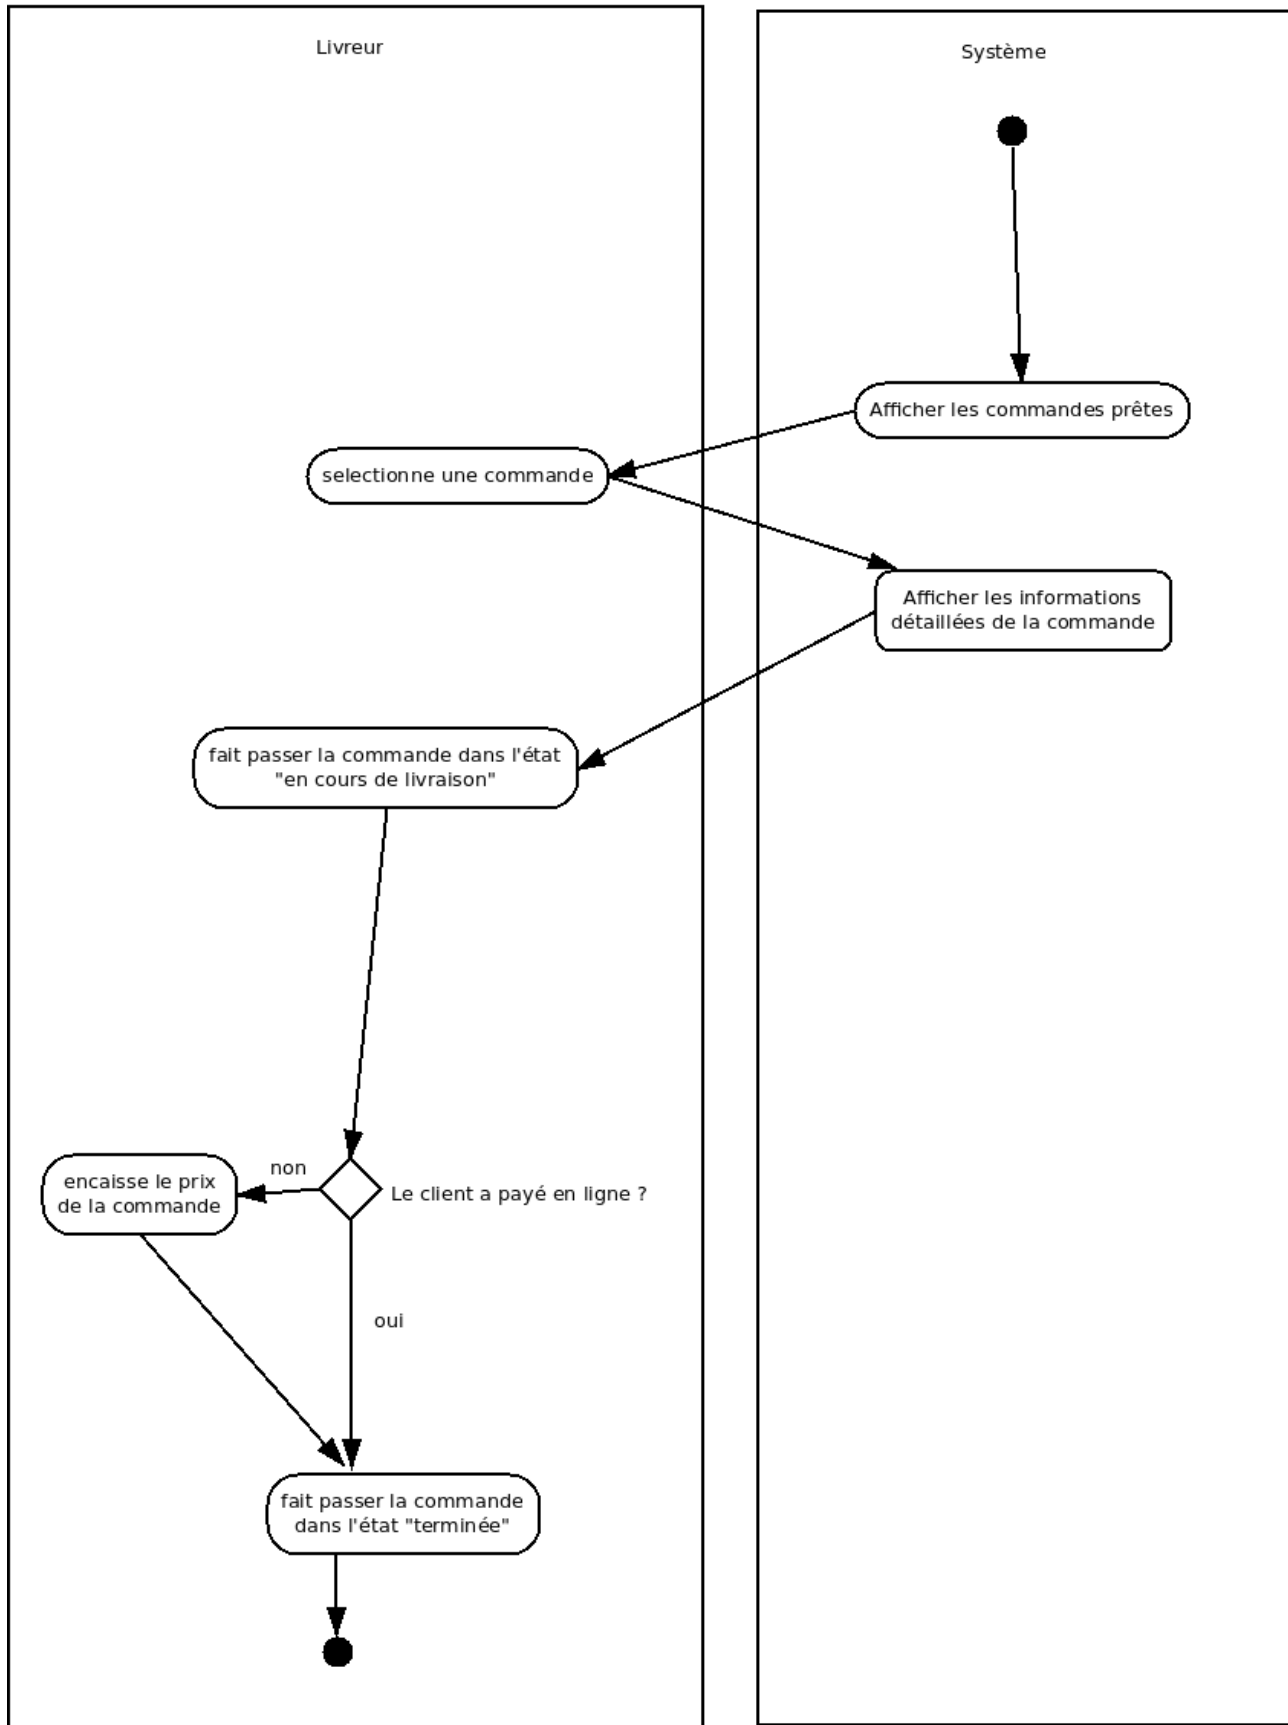 Livreur
Système
Afficher les commandes prêtes
selectionne une commande
Afficher les informations
détaillées de la commande
fait passer la commande dans l'état
"en cours de livraison"
non
encaisse le prix
de la commande
Le client a payé en ligne ?
oui
fait passer la commande
dans l'état "terminée"